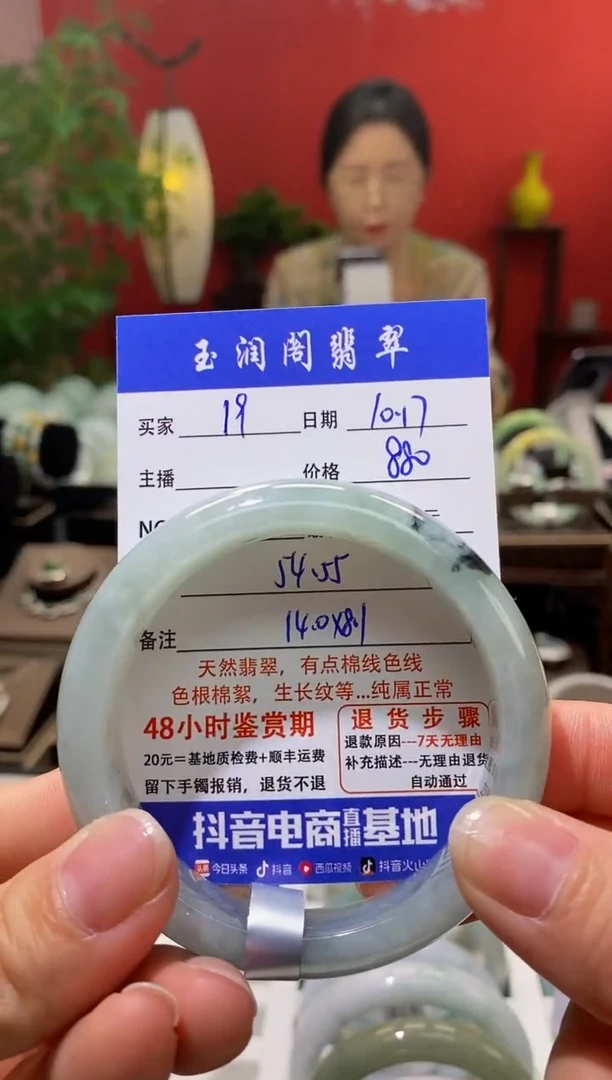 玉润阁翡翠
买家 19 日期 10.17
主播 价格 880
54.55
备注 14.0X8.1
天然翡翠，有点棉线色线
色根棉絮，生长纹等...纯属正常
48小时鉴赏期
20元=基地质检费+顺丰运费
留下手镯报销，退货不退
退货步骤
退款原因---7天无理由
补充描述---无理由退货
自动通过
抖音电商直播基地
头条 今日头条 抖音 西瓜视频 抖音火山